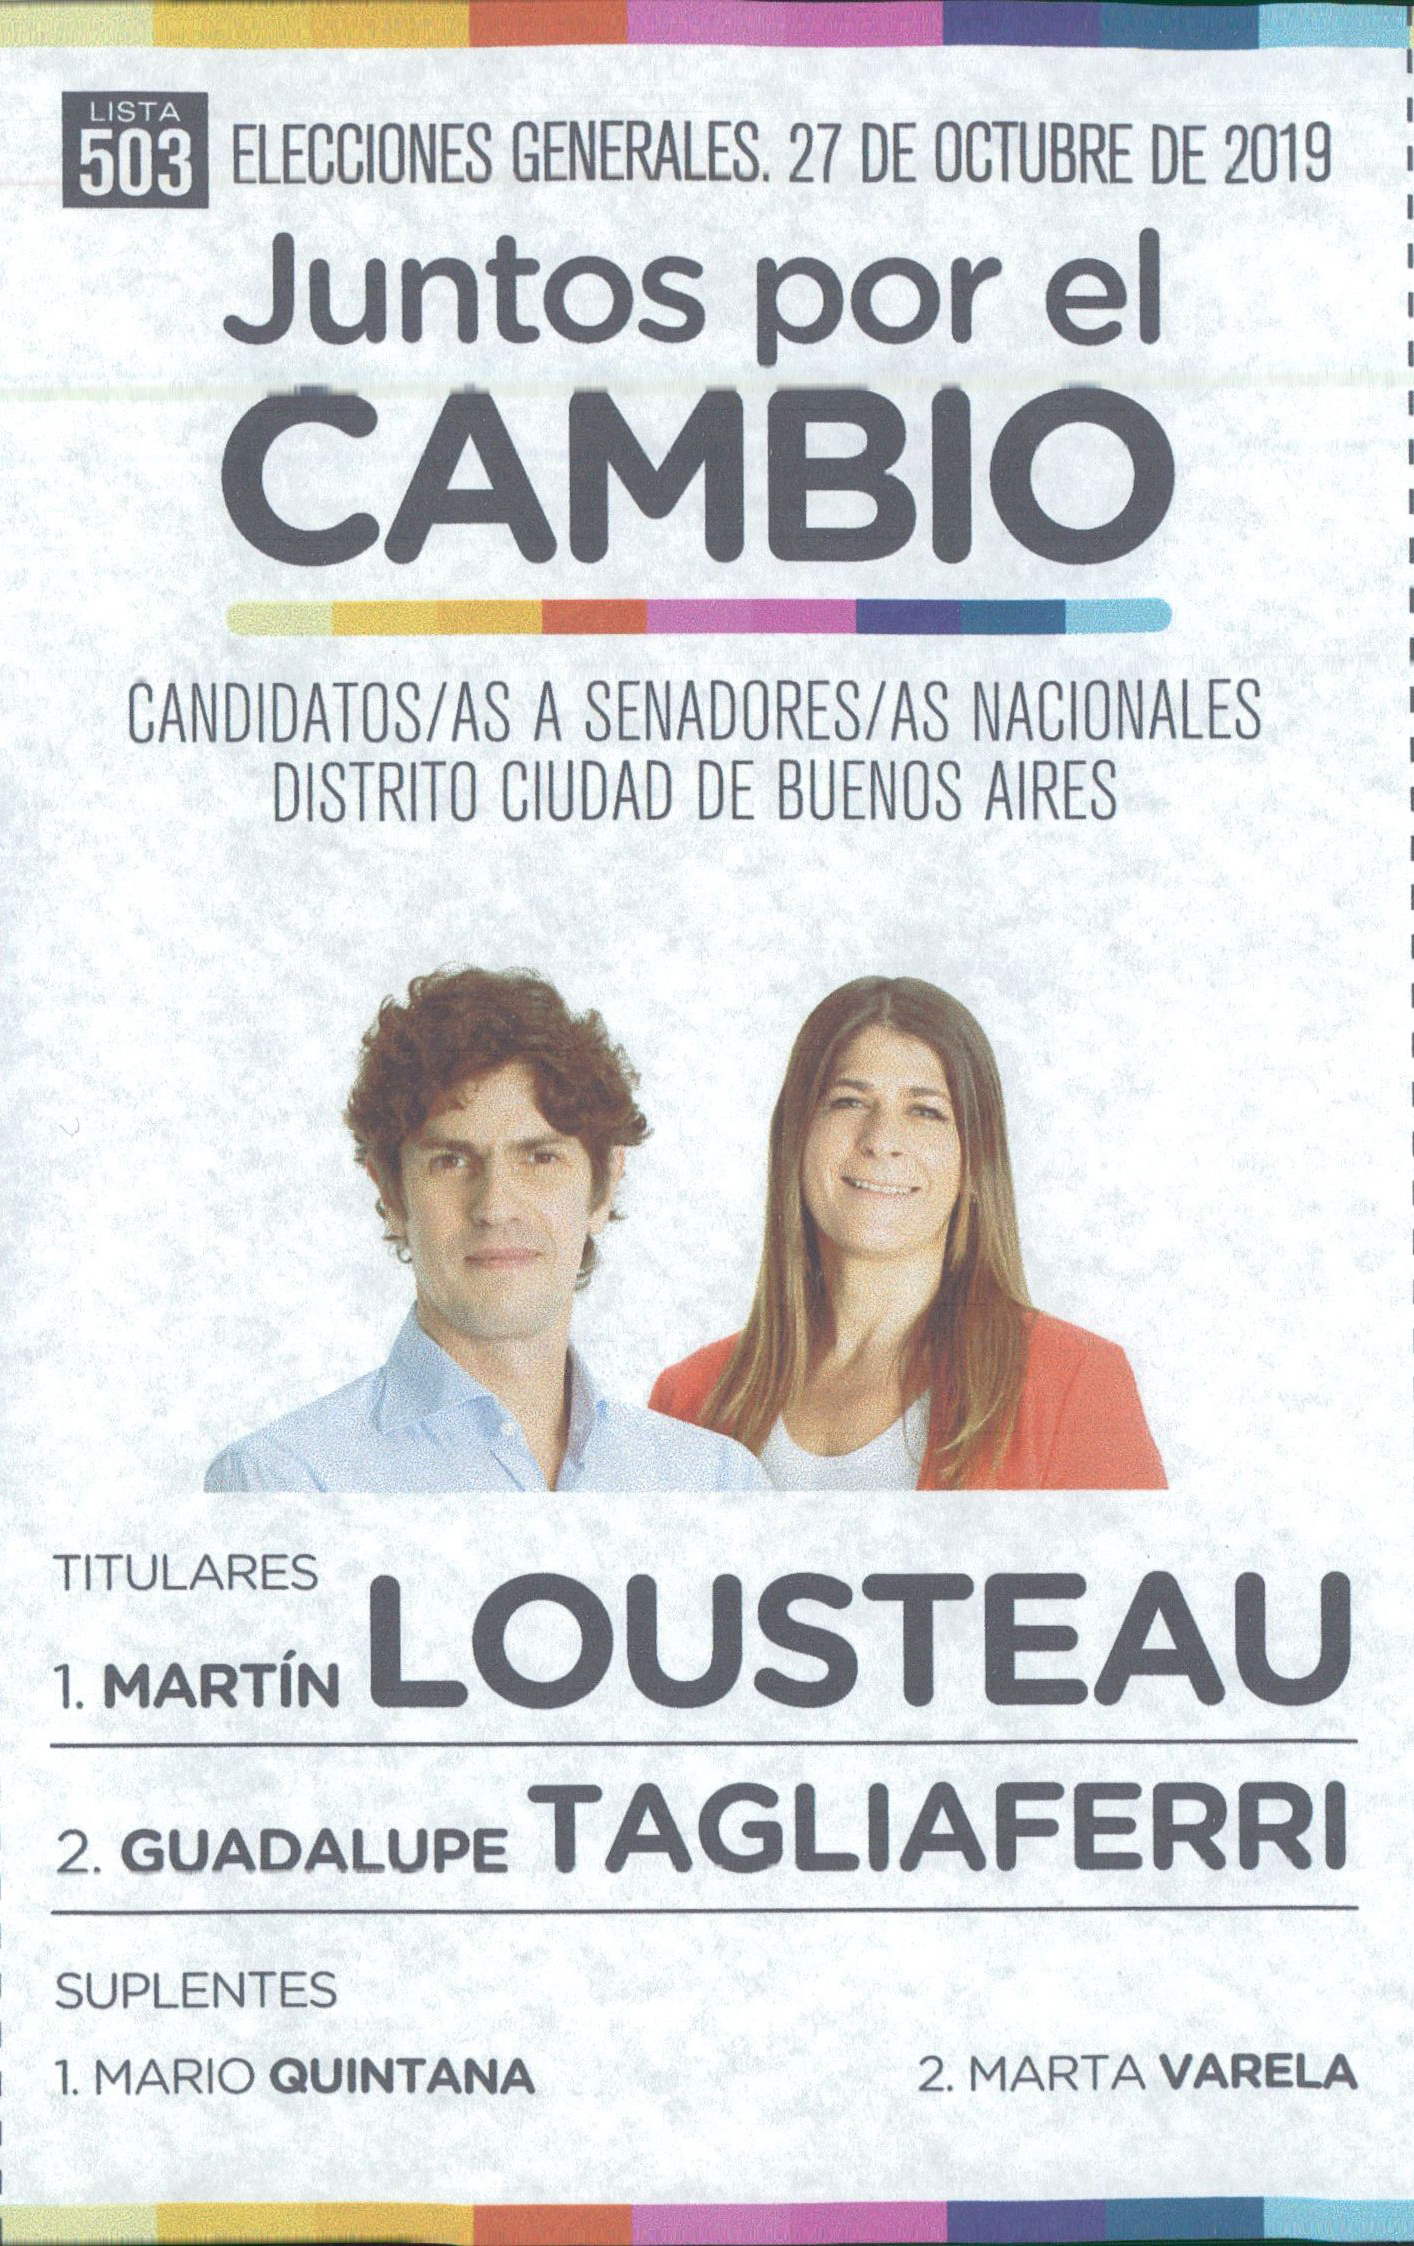 LISTA
503
ELECCIONES GENERALES. 27 DE OCTUBRE DE 2019
Juntos por el
CAMBIO
CANDIDATOS/AS A SENADORES/AS NACIONALES
DISTRITO CIUDAD DE BUENOS AIRES
TITULARES
1. MARTÍN LOUSTEAU
2. GUADALUPE TAGLIAFERRI
SUPLENTES
1. MARIO QUINTANA
2. MARTA VARELA